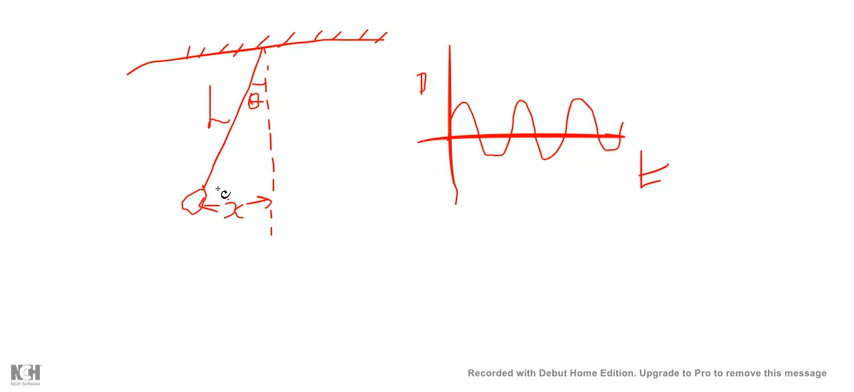 L
θ
x
D
t
NCH
NCH Software
Recorded with Debut Home Edition. Upgrade to Pro to remove this message